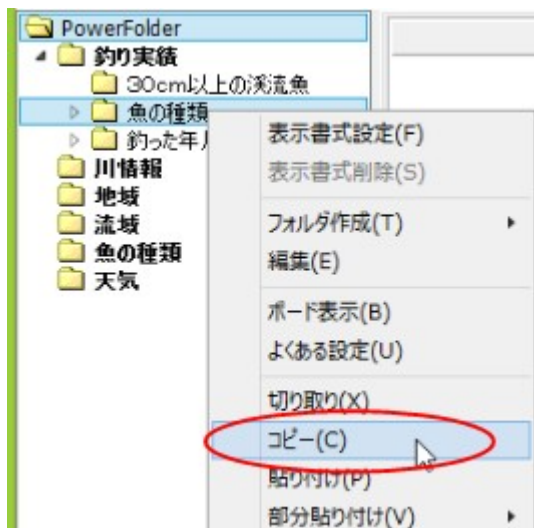 PowerFolder
釣り実績
30cm以上の渓流魚
魚の種類
釣った年
川情報
地域
流域
魚の種類
天気
表示書式設定(F)
表示書式削除(S)
フォルダ作成(T)
編集(E)
ボード表示(B)
よくある設定(U)
切り取り(X)
コピー(C)
貼り付け(P)
部分貼り付け(V)